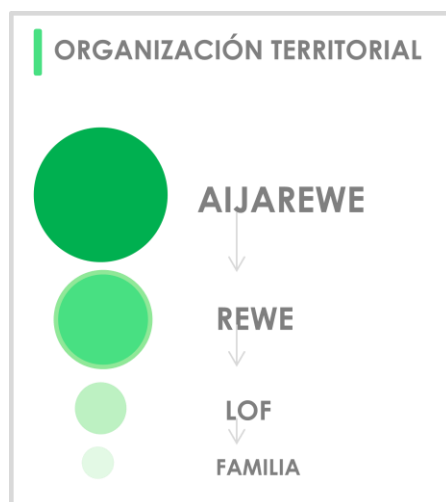 ORGANIZACIÓN TERRITORIAL
AIJAREWE
REWE
LOF
FAMILIA